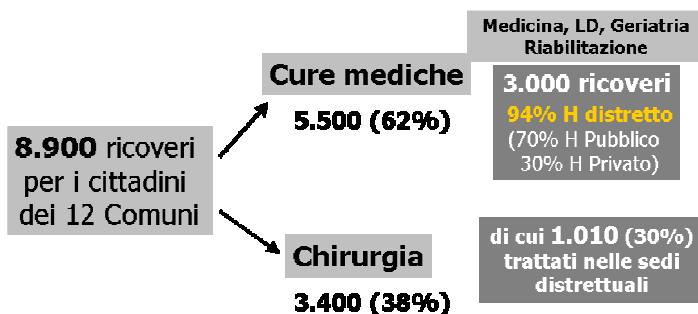 8.900 ricoveri
per i cittadini
dei 12 Comuni
Cure mediche
5.500 (62%)
Medicina, LD, Geriatria
Riabilitazione
3.000 ricoveri
94% H distretto
(70% H Pubblico
30% H Privato)
Chirurgia
3.400 (38%)
di cui 1.010 (30%)
trattati nelle sedi
distrettuali